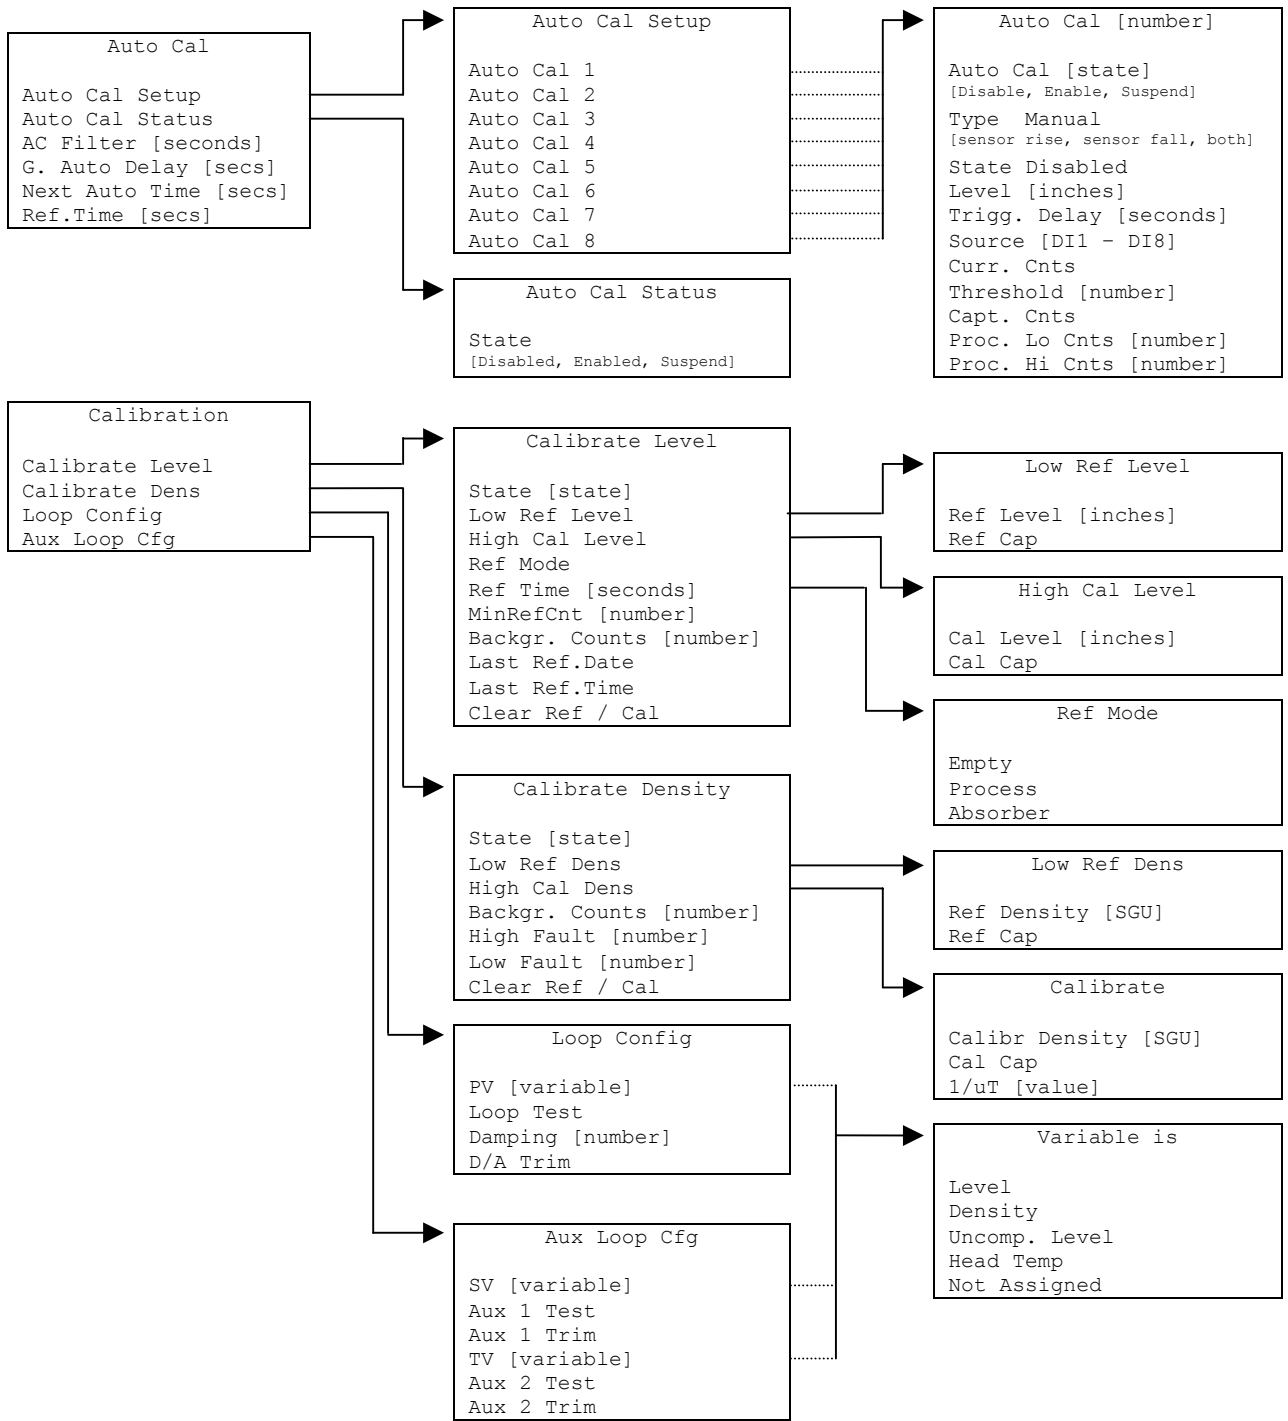 Auto Cal
Auto Cal Setup
Auto Cal Status
AC Filter [seconds]
G. Auto Delay [secs]
Next Auto Time [secs]
Ref.Time [secs]
Auto Cal Setup
Auto Cal 1
Auto Cal 2
Auto Cal 3
Auto Cal 4
Auto Cal 5
Auto Cal 6
Auto Cal 7
Auto Cal 8
Auto Cal Status
State
[Disabled, Enabled, Suspend]
Auto Cal [number]
Auto Cal [state]
[Disable, Enable, Suspend]
Type Manual
[sensor rise, sensor fall, both]
State Disabled
Level [inches]
Trigg. Delay [seconds]
Source [DI1 – DI8]
Curr. Cnts
Threshold [number]
Capt. Cnts
Proc. Lo Cnts [number]
Proc. Hi Cnts [number]
Calibration
Calibrate Level
Calibrate Dens
Loop Config
Aux Loop Cfg
Calibrate Level
State [state]
Low Ref Level
High Cal Level
Ref Mode
Ref Time [seconds]
MinRefCnt [number]
Backgr. Counts [number]
Last Ref.Date
Last Ref.Time
Clear Ref / Cal
Low Ref Level
Ref Level [inches]
Ref Cap
High Cal Level
Cal Level [inches]
Cal Cap
Ref Mode
Empty
Process
Absorber
Calibrate Density
State [state]
Low Ref Dens
High Cal Dens
Backgr. Counts [number]
High Fault [number]
Low Fault [number]
Clear Ref / Cal
Low Ref Dens
Ref Density [SGU]
Ref Cap
Calibrate
Calibr Density [SGU]
Cal Cap
1/uT [value]
Loop Config
PV [variable]
Loop Test
Damping [number]
D/A Trim
Variable is
Level
Density
Uncomp. Level
Head Temp
Not Assigned
Aux Loop Cfg
SV [variable]
Aux 1 Test
Aux 1 Trim
TV [variable]
Aux 2 Test
Aux 2 Trim